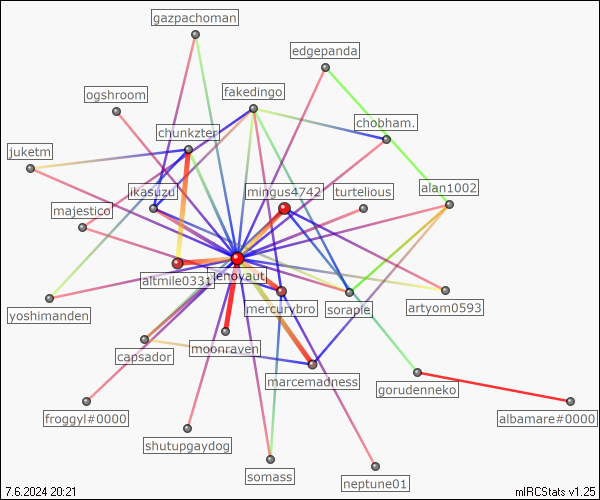 gazpachoman
edgepanda
ogshroom
fakedingo
chobham.
chunkzter
juketm
ikasuzu
mingus4742
turtelious
alan1002
majestico
altmile0331
lenovaut
mercurybro
soraple
artyom0593
yoshimanden
moonraven
capsador
marcemadness
gorudenneko
froggyl#0000
albamare#0000
shutupgaydog
somass
neptune01
7.6.2024 20:21
mIRCStats v1.25